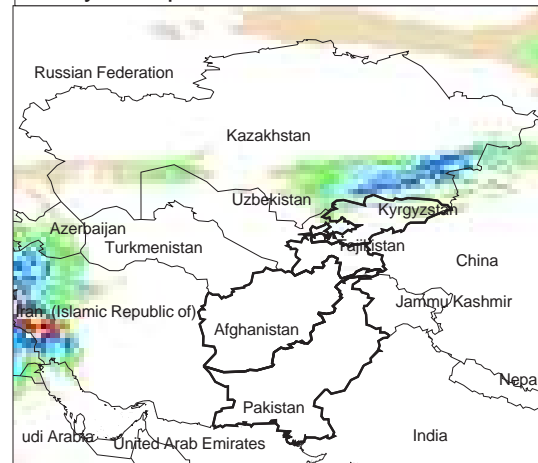 Russian Federation
Kazakhstan
Uzbekistan
Kyrgyzstan
Azerbaijan
Turkmenistan
Tajikistan
China
Iran (Islamic Republic of)
Jammu Kashmir
Afghanistan
Nepa
Pakistan
udi Arabia
United Arab Emirates
India